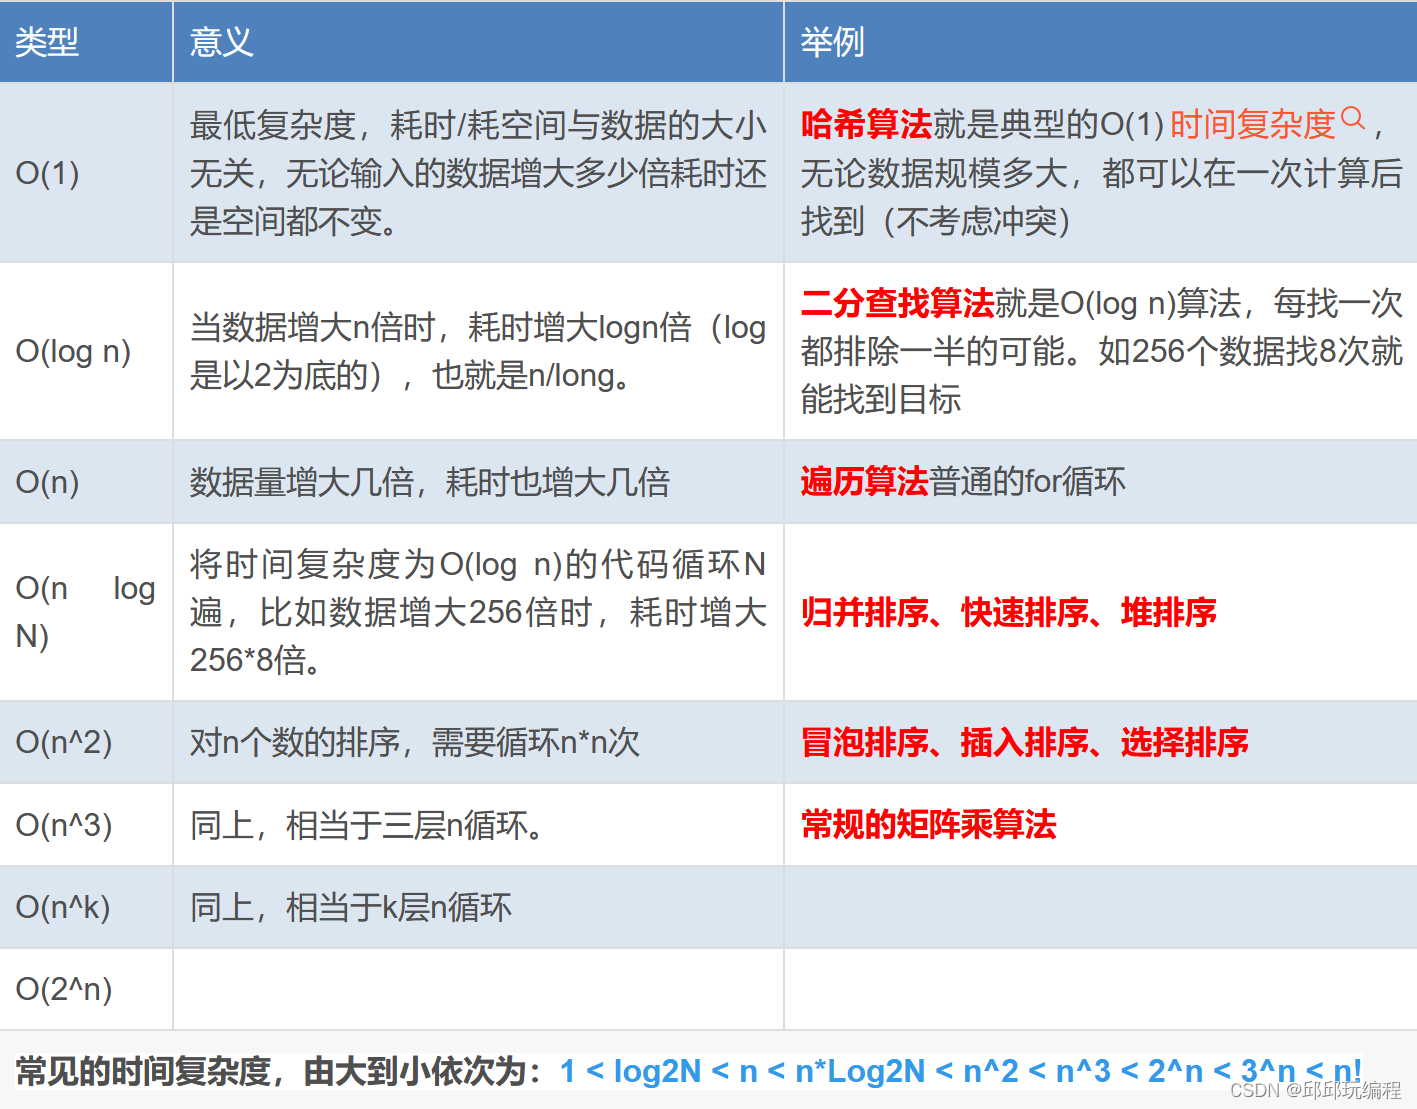 类型 意义 举例
O(1)
最低复杂度，耗时/耗空间与数据的大小
无关，无论输入的数据增大多少倍耗时还
是空间都不变。
哈希算法就是典型的O(1)时间复杂度，
无论数据规模多大，都可以在一次计算后
找到（不考虑冲突）
O(log n)
当数据增大n倍时，耗时增大logn倍（log
是以2为底的），也就是n/long。
二分查找算法就是O(log n)算法，每找一次
都排除一半的可能。如256个数据找8次就
能找到目标
O(n)
数据量增大几倍，耗时也增大几倍
遍历算法普通的for循环
O(n log
N)
将时间复杂度为O(log n)的代码循环N
遍，比如数据增大256倍时，耗时增大
256*8倍。
归并排序、快速排序、堆排序
O(n^2)
对n个数的排序，需要循环n*n次
冒泡排序、插入排序、选择排序
O(n^3)
同上，相当于三层n循环。
常规的矩阵乘算法
O(n^k)
同上，相当于k层n循环
O(2^n)
常见的时间复杂度，由大到小依次为：1 < log2N < n < n*Log2N < n^2 < n^3 < 2^n < 3^n < n!
CSDN @邱邱玩编程